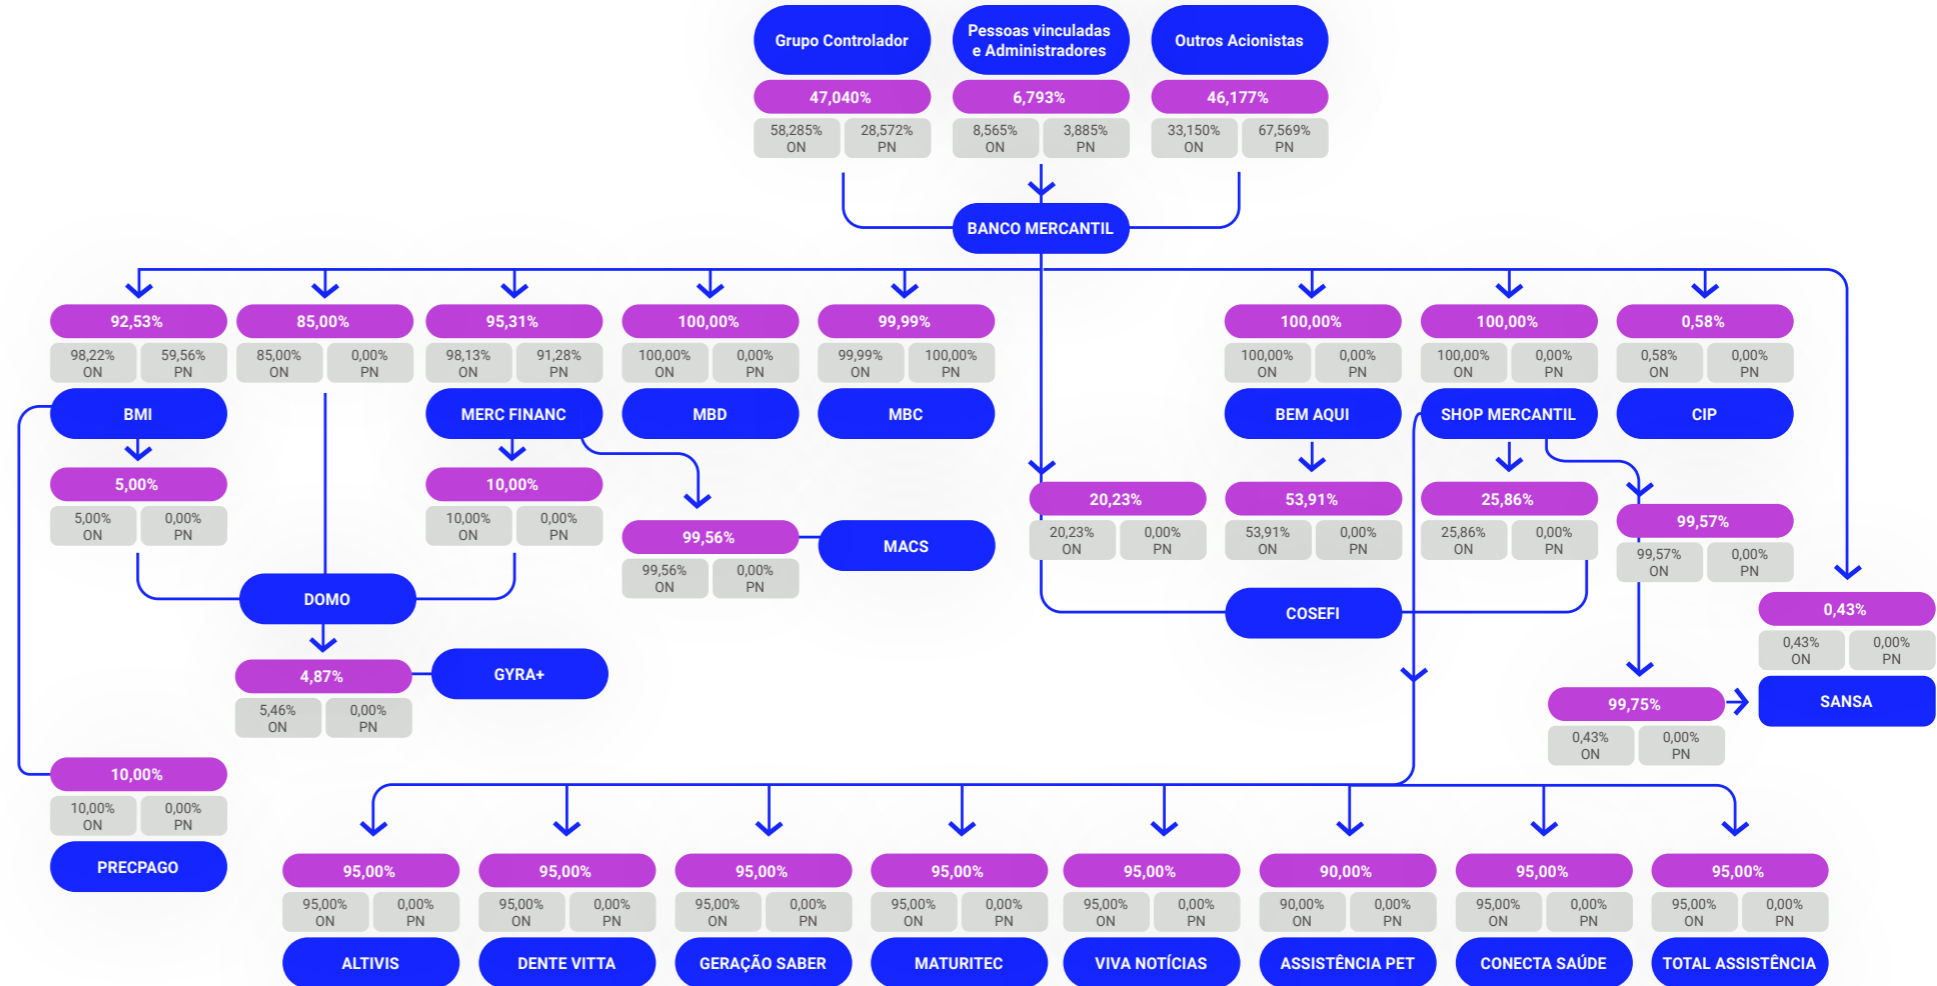 Grupo Controlador
Pessoas vinculadas
e Administradores
Outros Acionistas
47,040%
6,793%
46,177%
58,285%
ON
28,572%
PN
8,565%
ON
3,885%
PN
33,150%
ON
67,569%
PN
BANCO MERCANTIL
92,53%
85,00%
95,31%
100,00%
99,99%
100,00%
100,00%
0,58%
98,22%
ON
59,56%
PN
85,00%
ON
0,00%
PN
98,13%
ON
91,28%
PN
100,00%
ON
0,00%
PN
99,99%
ON
100,00%
PN
100,00%
ON
0,00%
PN
100,00%
ON
0,00%
PN
0,58%
ON
0,00%
PN
BMI
MERC FINANC
MBD
MBC
BEM AQUI
SHOP MERCANTIL
CIP
5,00%
10,00%
20,23%
53,91%
25,86%
5,00%
ON
0,00%
PN
10,00%
ON
0,00%
PN
20,23%
ON
0,00%
PN
53,91%
ON
0,00%
PN
25,86%
ON
0,00%
PN
99,57%
99,57%
ON
0,00%
PN
99,56%
99,56%
ON
0,00%
PN
MACS
DOMO
COSEFI
0,43%
0,43%
ON
0,00%
PN
4,87%
5,46%
ON
0,00%
PN
GYRA+
99,75%
0,43%
ON
0,00%
PN
SANSA
10,00%
10,00%
ON
0,00%
PN
PRECPAGO
95,00%
95,00%
95,00%
95,00%
95,00%
90,00%
95,00%
95,00%
95,00%
ON
0,00%
PN
95,00%
ON
0,00%
PN
95,00%
ON
0,00%
PN
95,00%
ON
0,00%
PN
95,00%
ON
0,00%
PN
90,00%
ON
0,00%
PN
95,00%
ON
0,00%
PN
95,00%
ON
0,00%
PN
ALTIVIS
DENTE VITTA
GERAÇÃO SABER
MATURITEC
VIVA NOTÍCIAS
ASSISTÊNCIA PET
CONECTA SAÚDE
TOTAL ASSISTÊNCIA